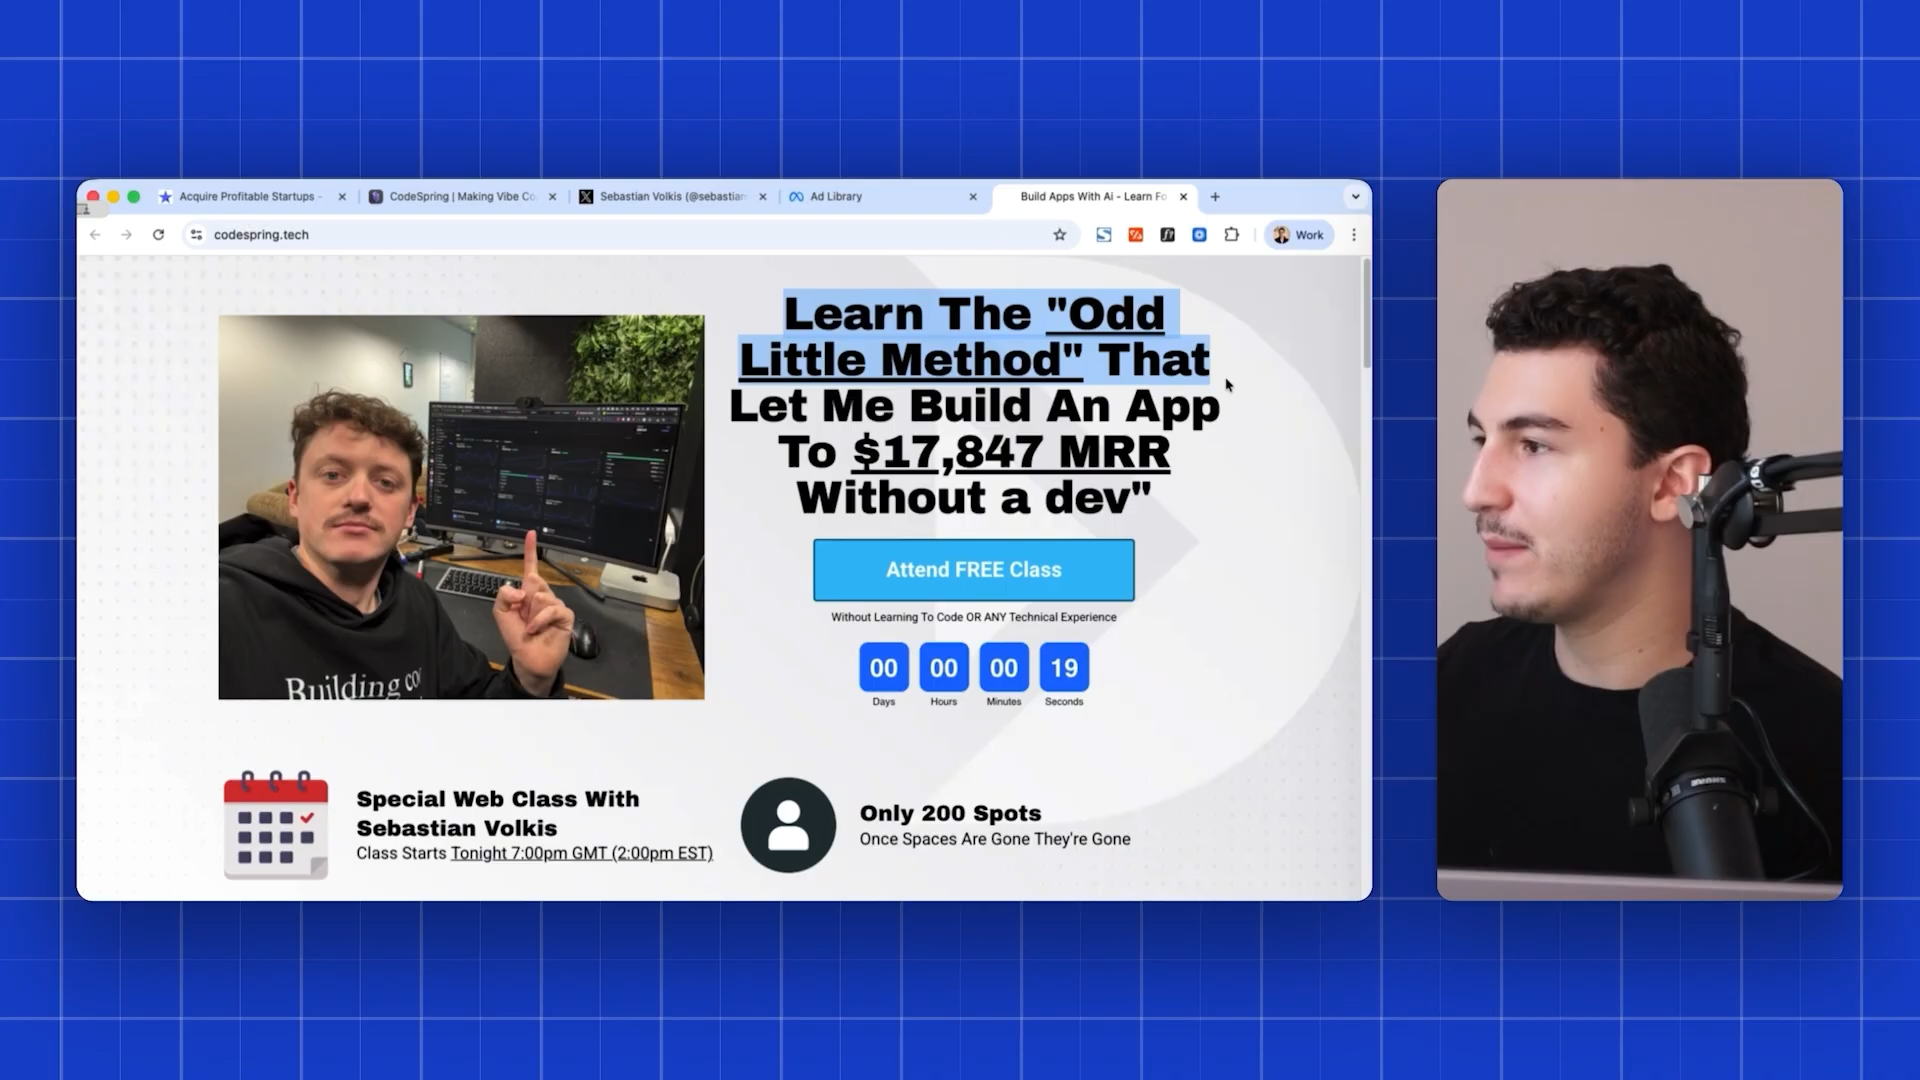 Acquire Profitable Startups -
CodeSpring | Making Vibe Co
Sebastian Volkis (@sebastian
Ad Library
Build Apps With Ai - Learn Fo
codespring.tech
Work
Learn The "Odd
Little Method" That
Let Me Build An App
To $17,847 MRR
Without a dev"
Attend FREE Class
Without Learning To Code OR ANY Technical Experience
00 00 00 19
Days Hours Minutes Seconds
Building co
Special Web Class With
Sebastian Volkis
Class Starts Tonight 7:00pm GMT (2:00pm EST)
Only 200 Spots
Once Spaces Are Gone They're Gone